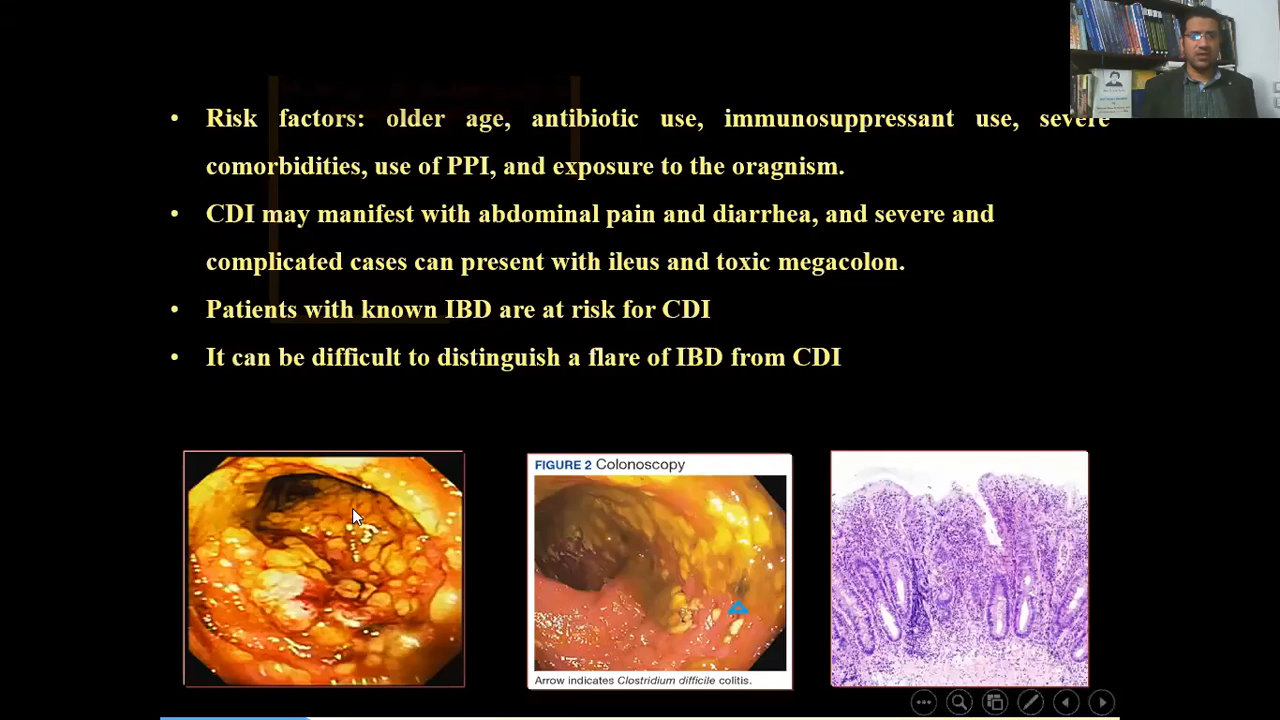 • Risk factors: older age, antibiotic use, immunosuppressant use, severe
comorbidities, use of PPI, and exposure to the oragnism.
• CDI may manifest with abdominal pain and diarrhea, and severe and
complicated cases can present with ileus and toxic megacolon.
• Patients with known IBD are at risk for CDI
• It can be difficult to distinguish a flare of IBD from CDI
FIGURE 2 Colonoscopy
Arrow indicates Clostridium difficile colitis.